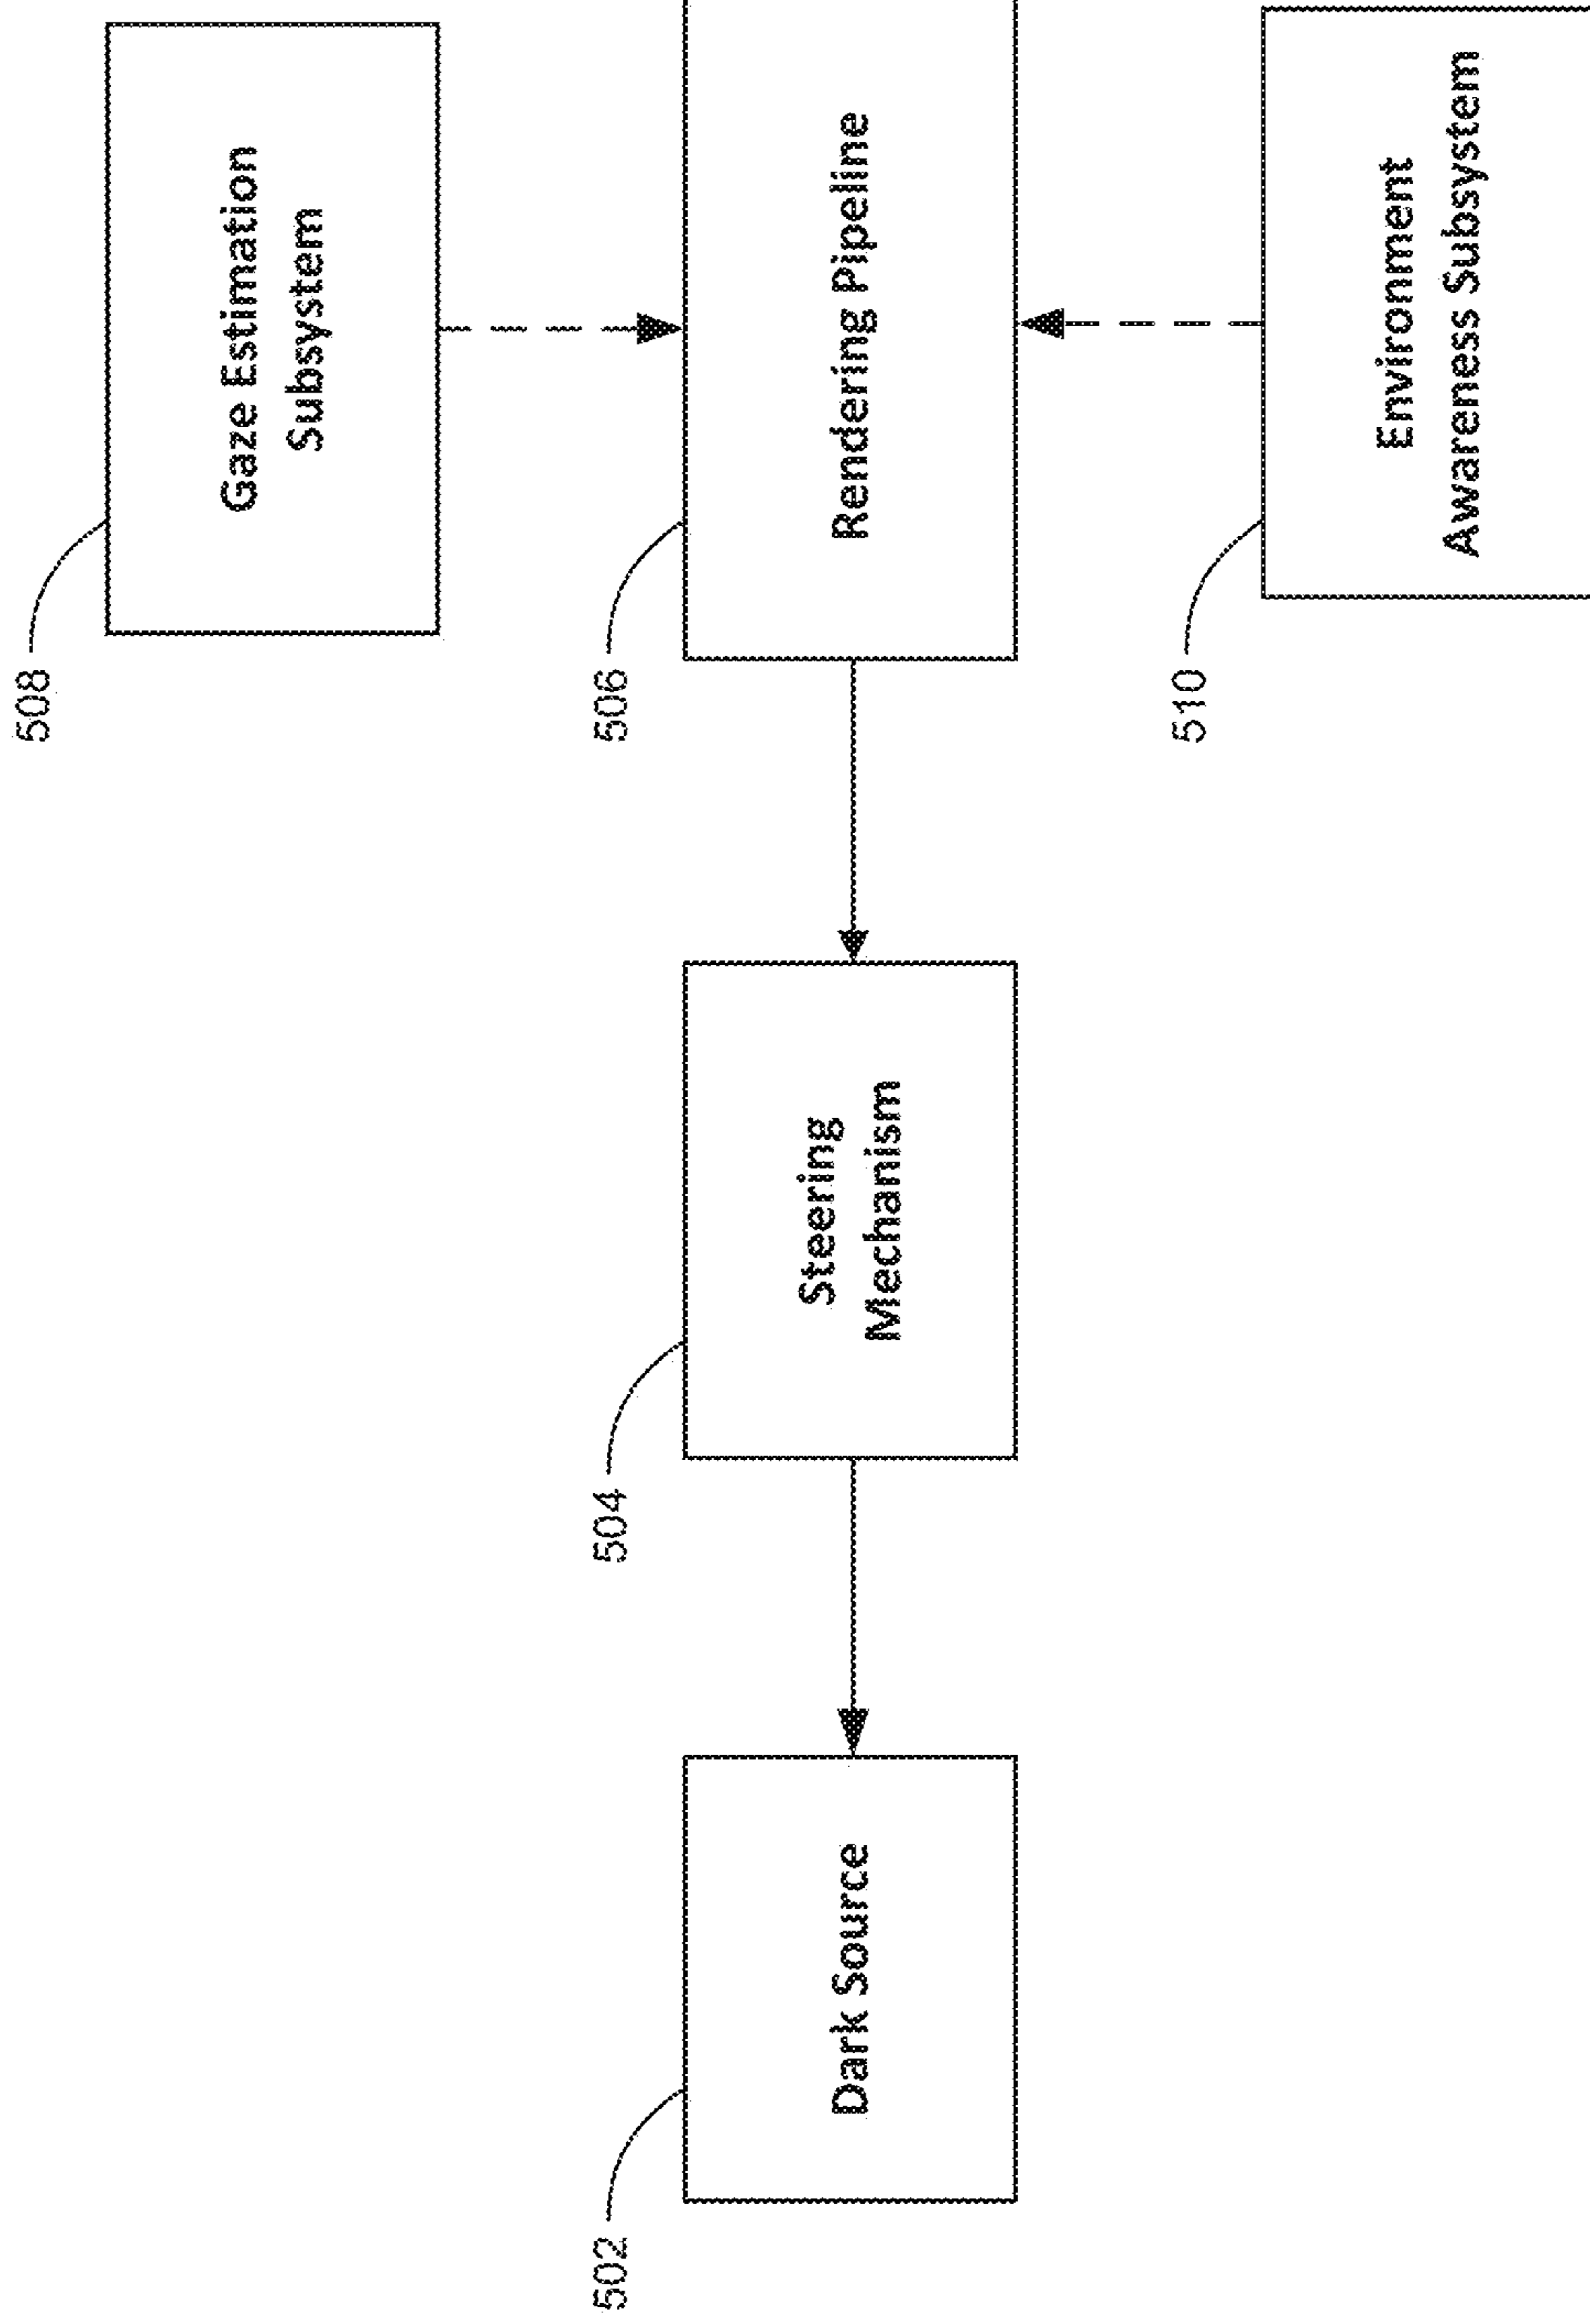 508
Gaze Estimation
Subsystem
502
Dark Source
504
Steering
Mechanism
506
Rendering Pipeline
510
Environment
Awareness Subsystem